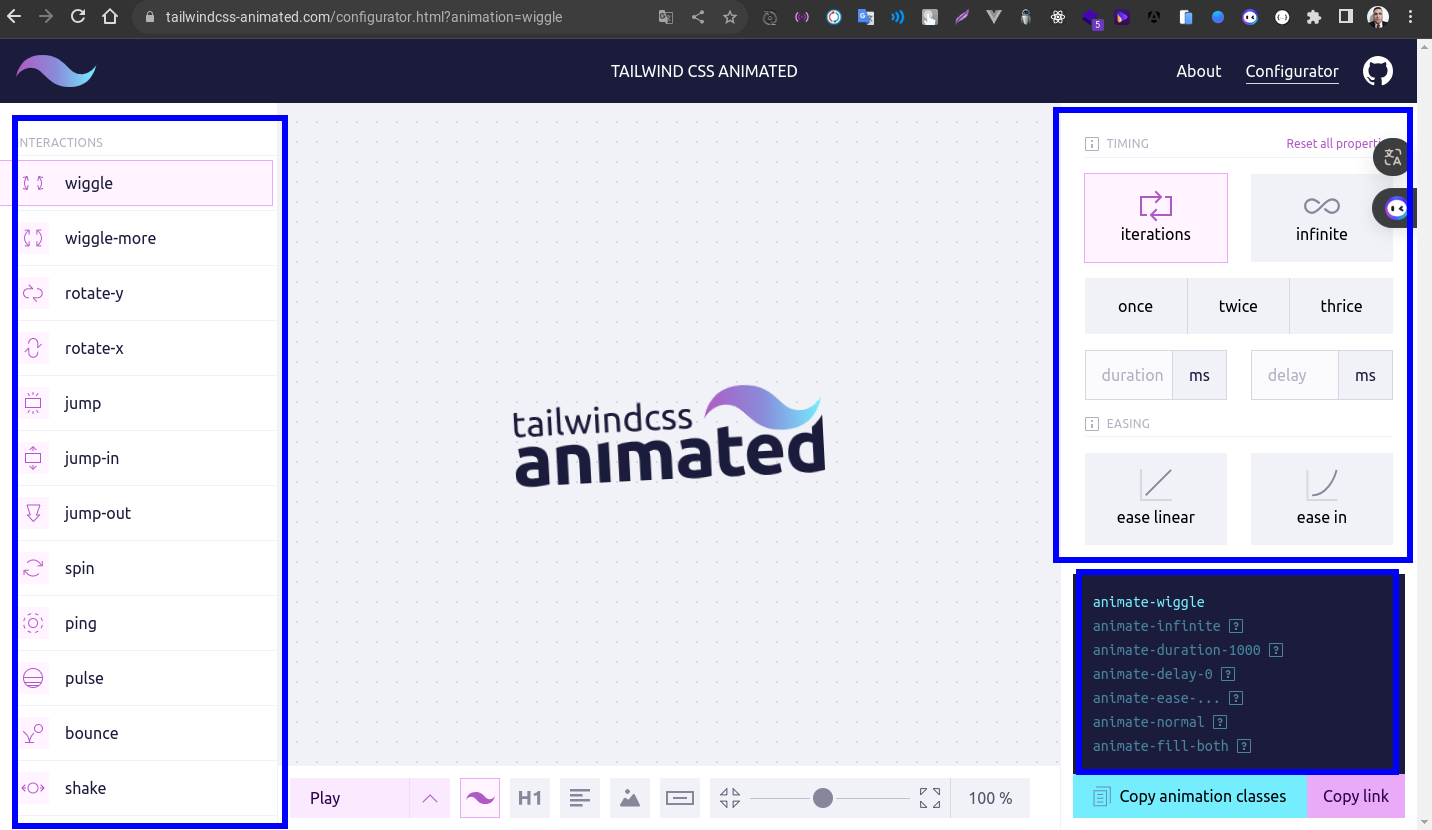 tailwindcss-animated.com/configurator.html?animation=wiggle
5
TAILWIND CSS ANIMATED
About
Configurator
INTERACTIONS
wiggle
wiggle-more
rotate-y
rotate-x
jump
jump-in
jump-out
spin
ping
pulse
bounce
shake
tailwindcss
animated
Play
H1
100 %
TIMING
Reset all properti
iterations
infinite
once
twice
thrice
duration
ms
delay
ms
EASING
ease linear
ease in
animate-wiggle
animate-infinite ?
animate-duration-1000 ?
animate-delay-0 ?
animate-ease-... ?
animate-normal ?
animate-fill-both ?
Copy animation classes
Copy link